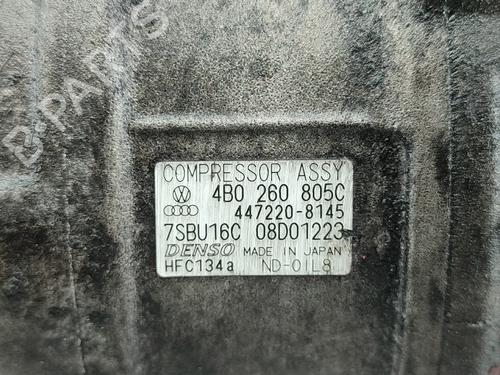 B-PARTS
COMPRESSOR ASSY
4B0 260 805C
447220-8145
7SBU16C 08D01223
DENSO MADE IN JAPAN
HFC134a ND-OIL8